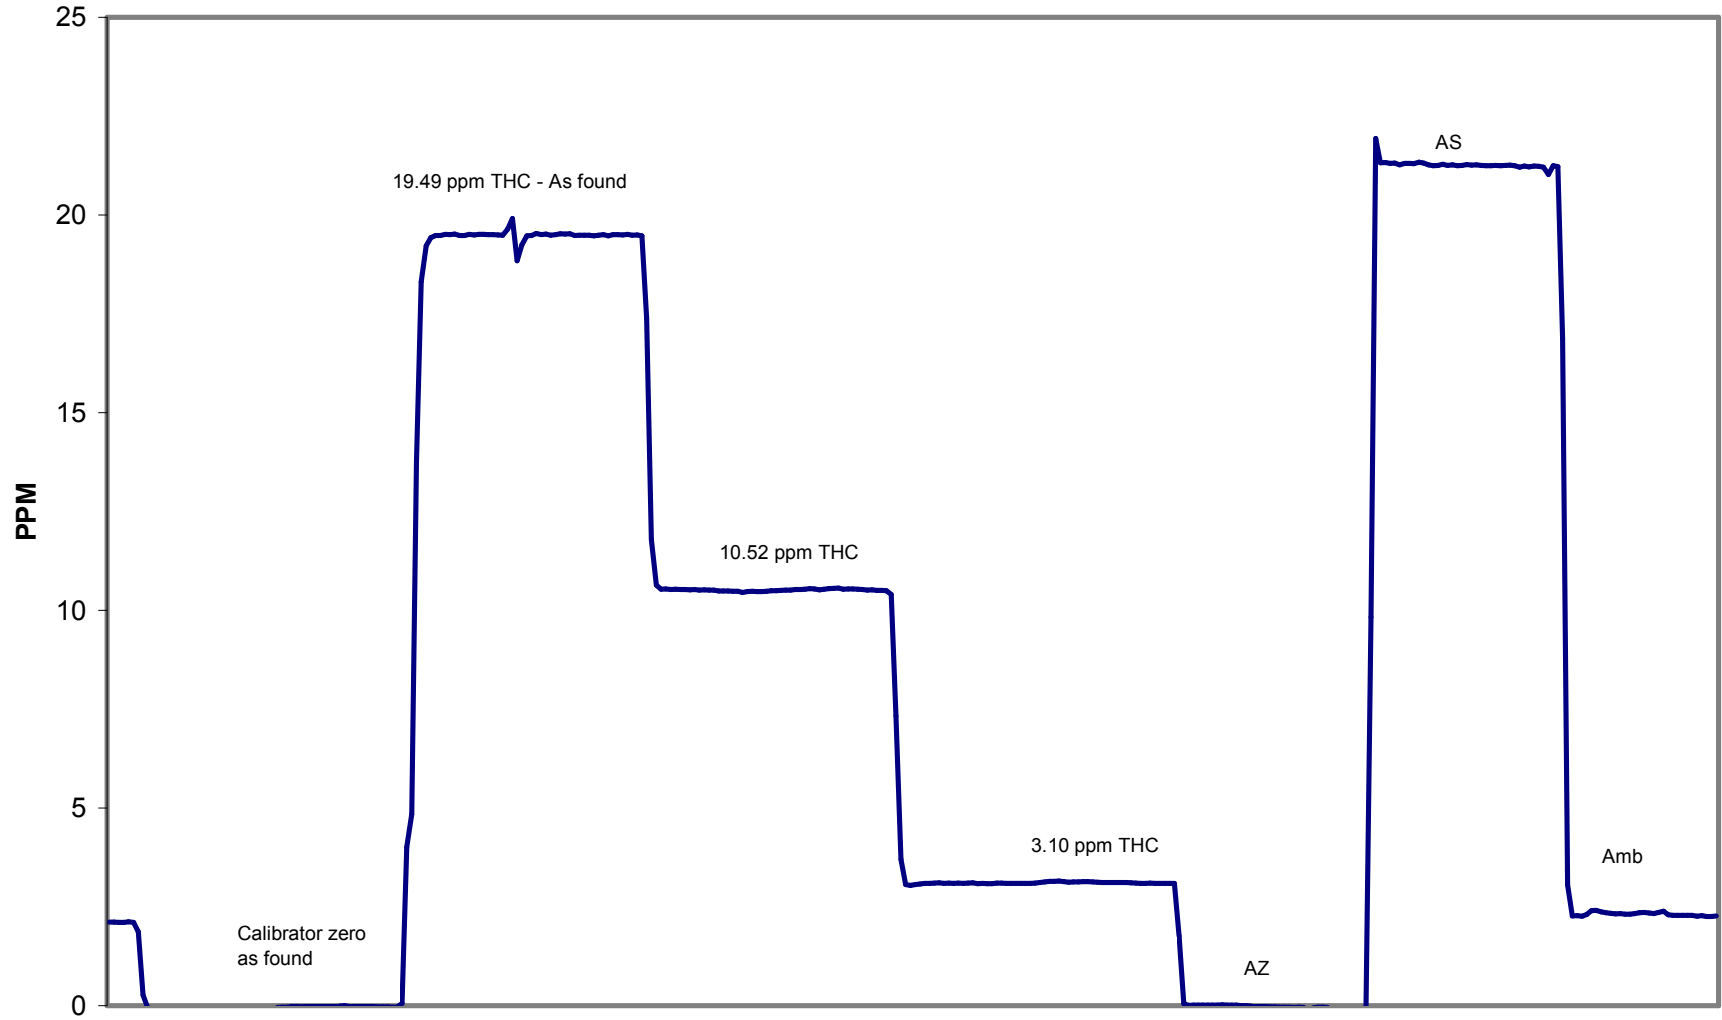 25
AS
19.49 ppm THC - As found
20
15
PPM
10.52 ppm THC
10
5
3.10 ppm THC
Amb
Calibrator zero
as found
AZ
0